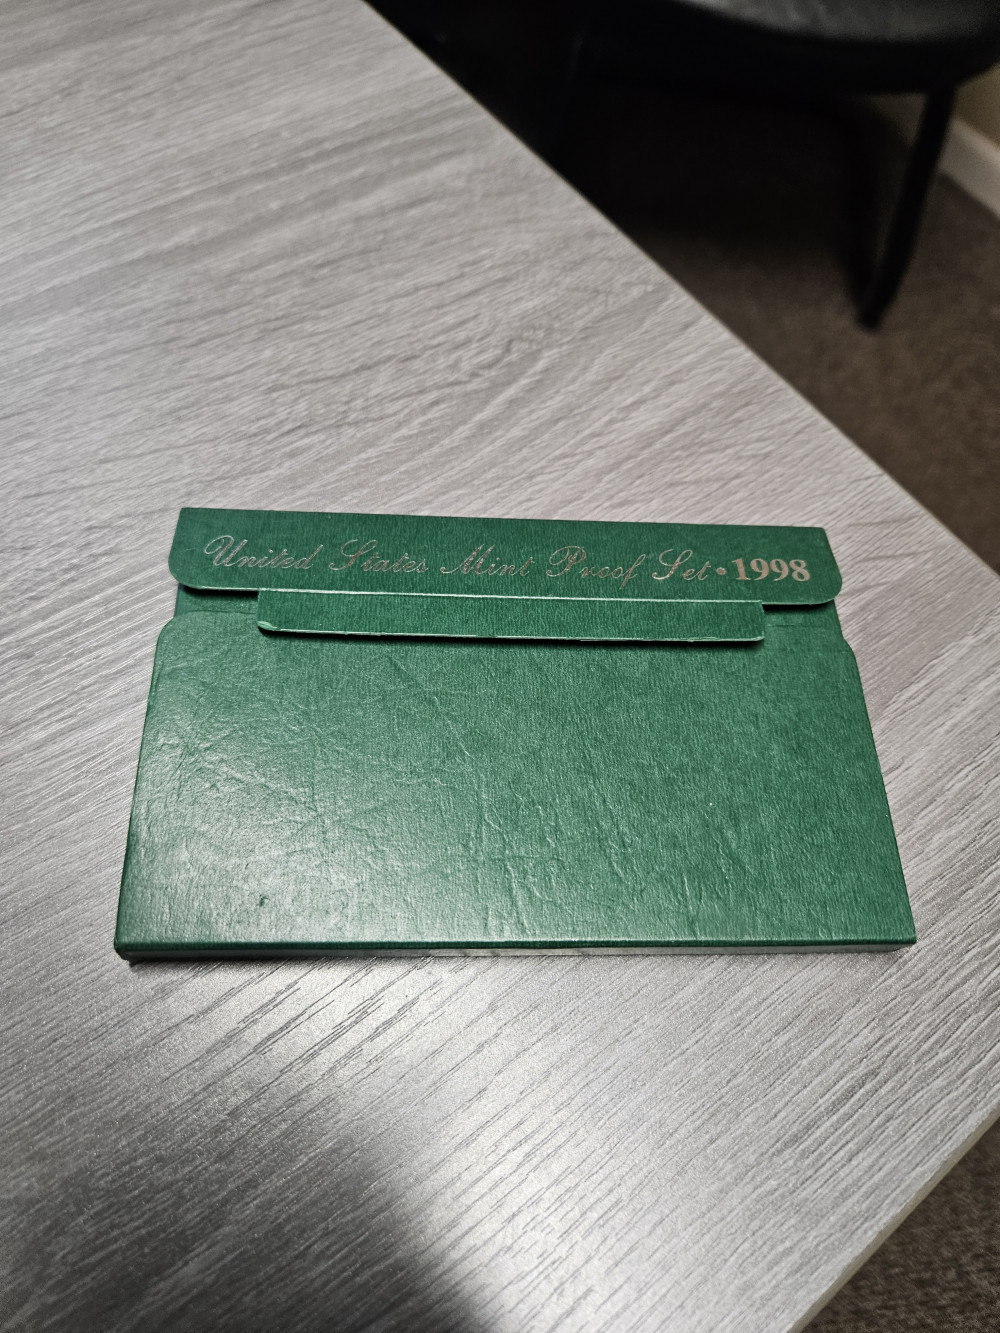 United States Mint Proof Set • 1998